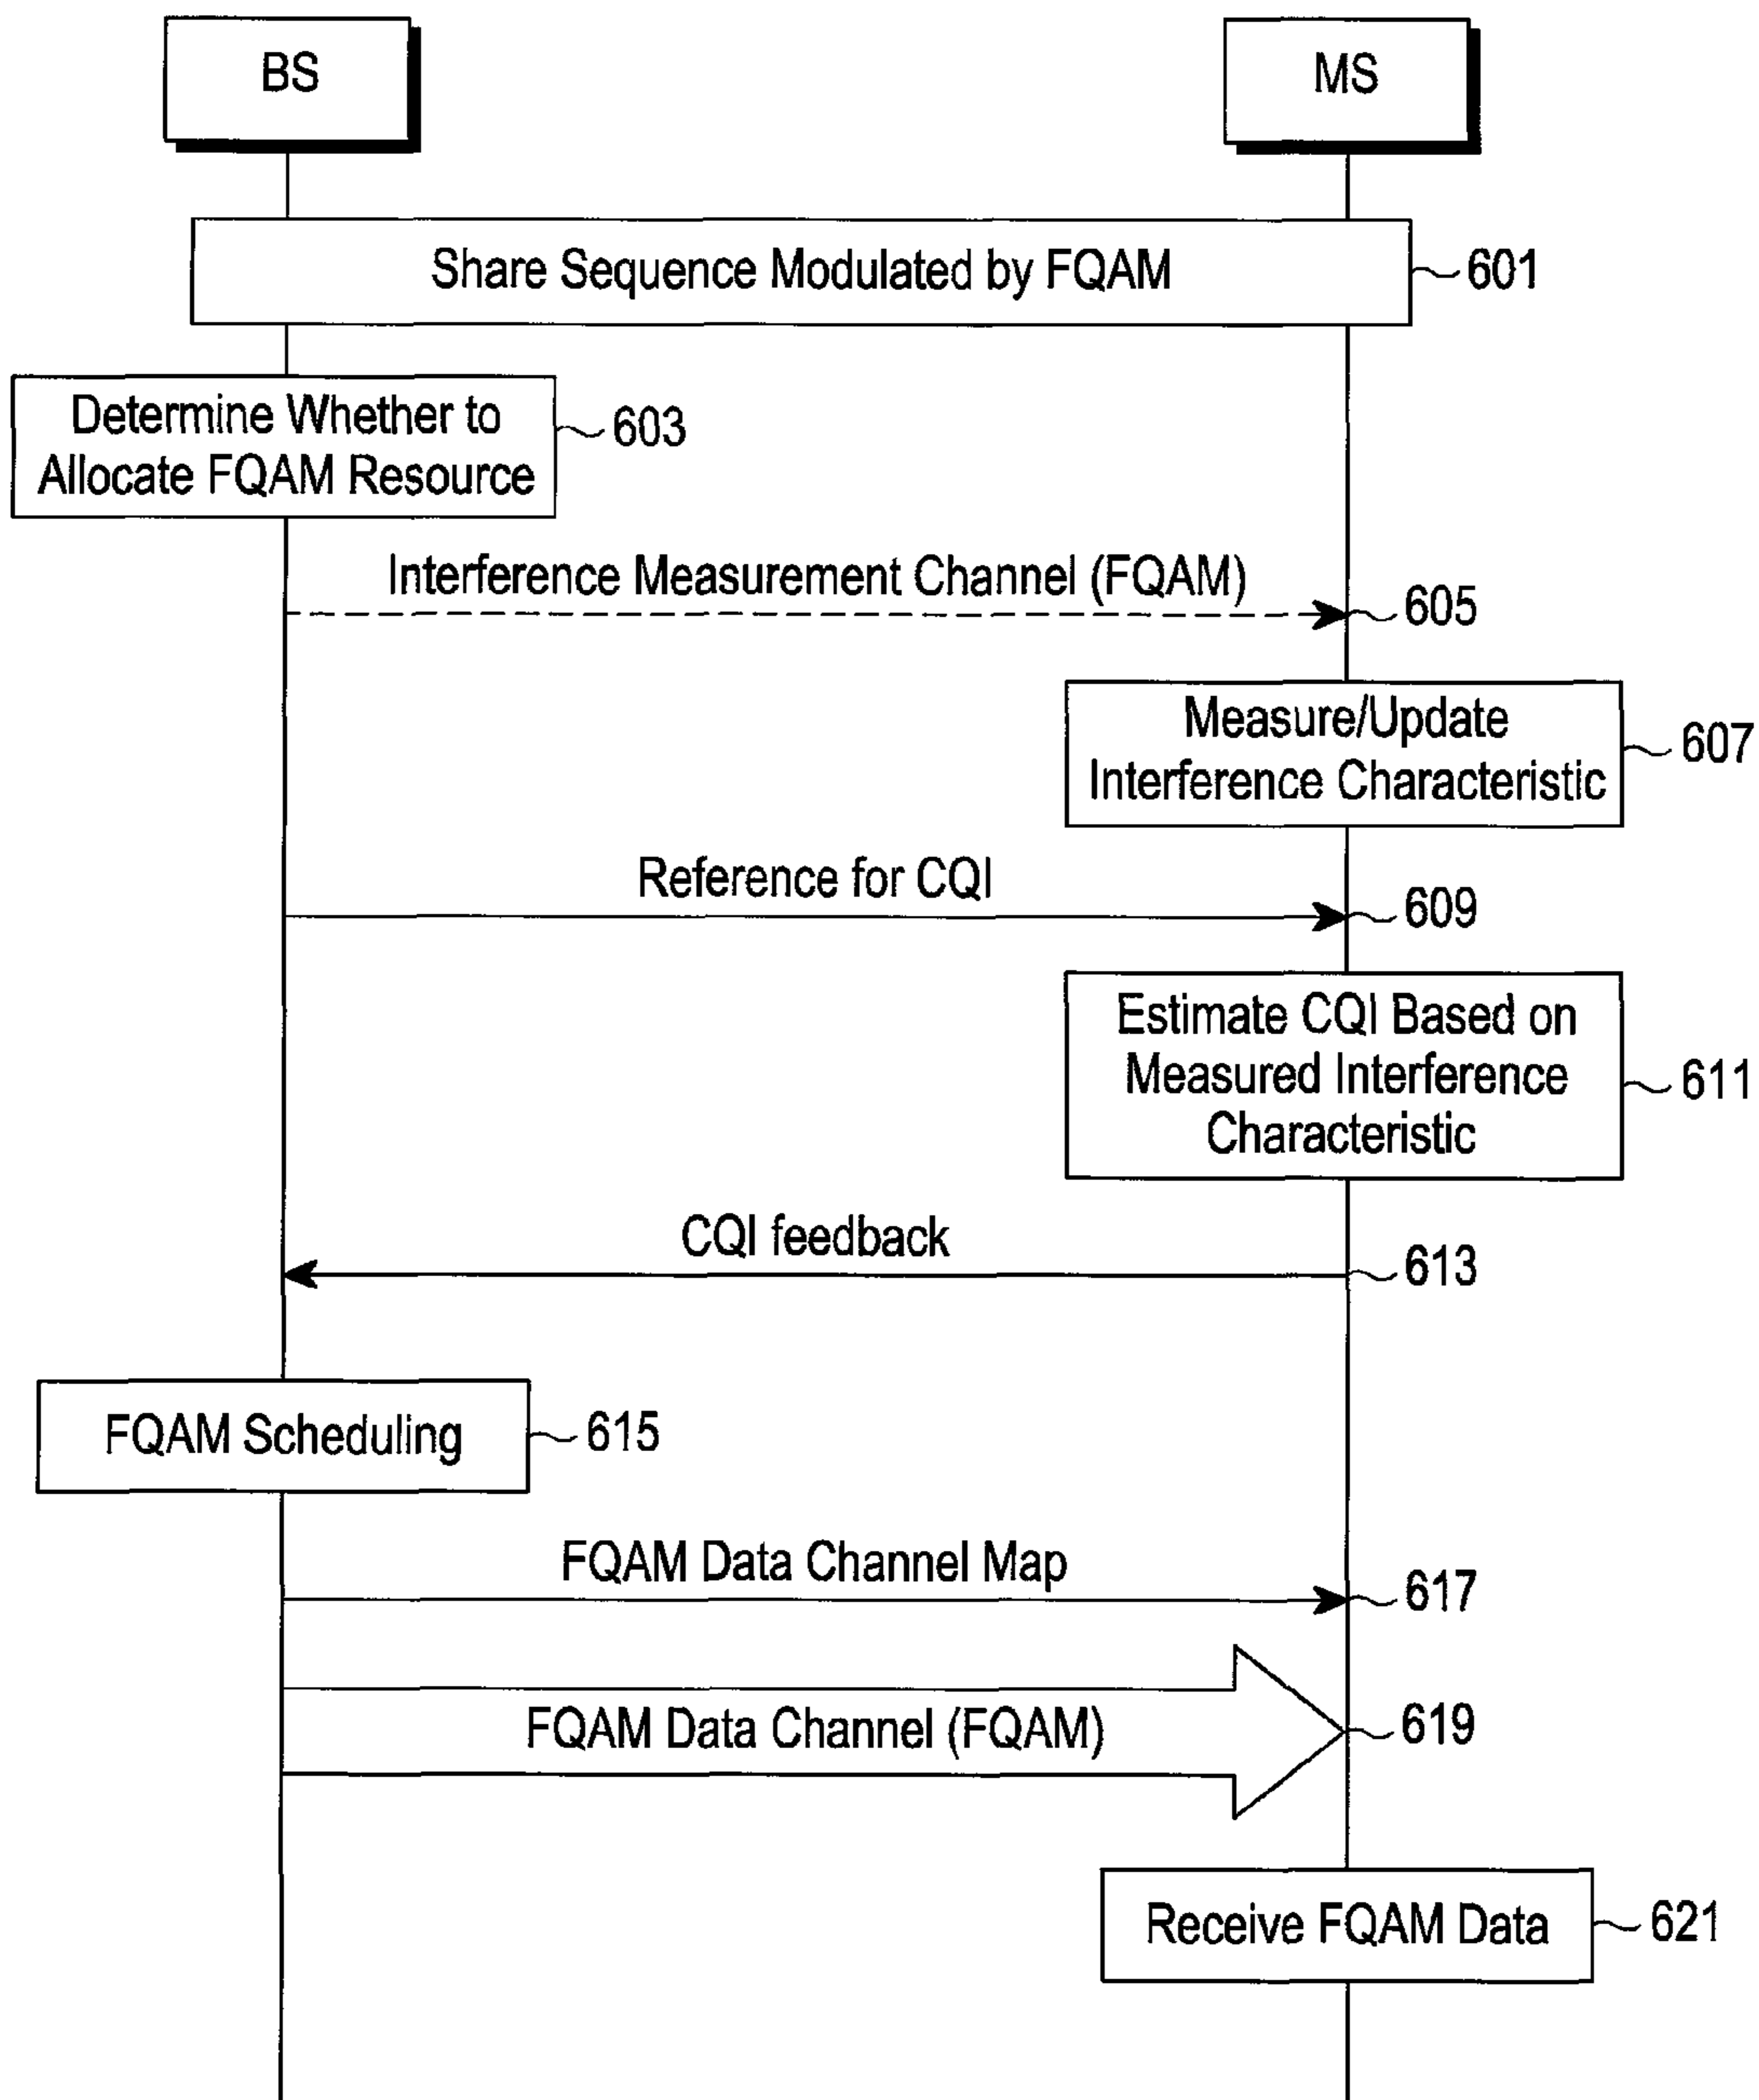 BS
MS
Share Sequence Modulated by FQAM
601
Determine Whether to
Allocate FQAM Resource
603
Interference Measurement Channel (FQAM)
605
Measure/Update
Interference Characteristic
607
Reference for CQI
609
Estimate CQI Based on
Measured Interference
Characteristic
611
CQI feedback
613
FQAM Scheduling
615
FQAM Data Channel Map
617
FQAM Data Channel (FQAM)
619
Receive FQAM Data
621